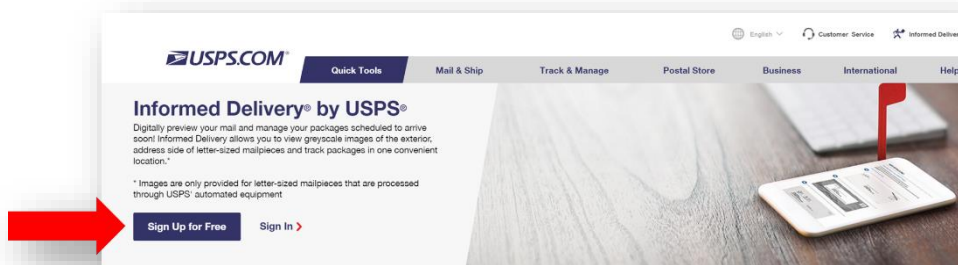 English
Customer Service
Informed Deliver
USPS.COM®
Quick Tools
Mail & Ship
Track & Manage
Postal Store
Business
International
Help
Informed Delivery® by USPS®
Digitally preview your mail and manage your packages scheduled to arrive
soon! Informed Delivery allows you to view greyscale images of the exterior,
address side of letter-sized mailpieces and track packages in one convenient
location.*
* Images are only provided for letter-sized mailpieces that are processed
through USPS' automated equipment
Sign Up for Free
Sign In >